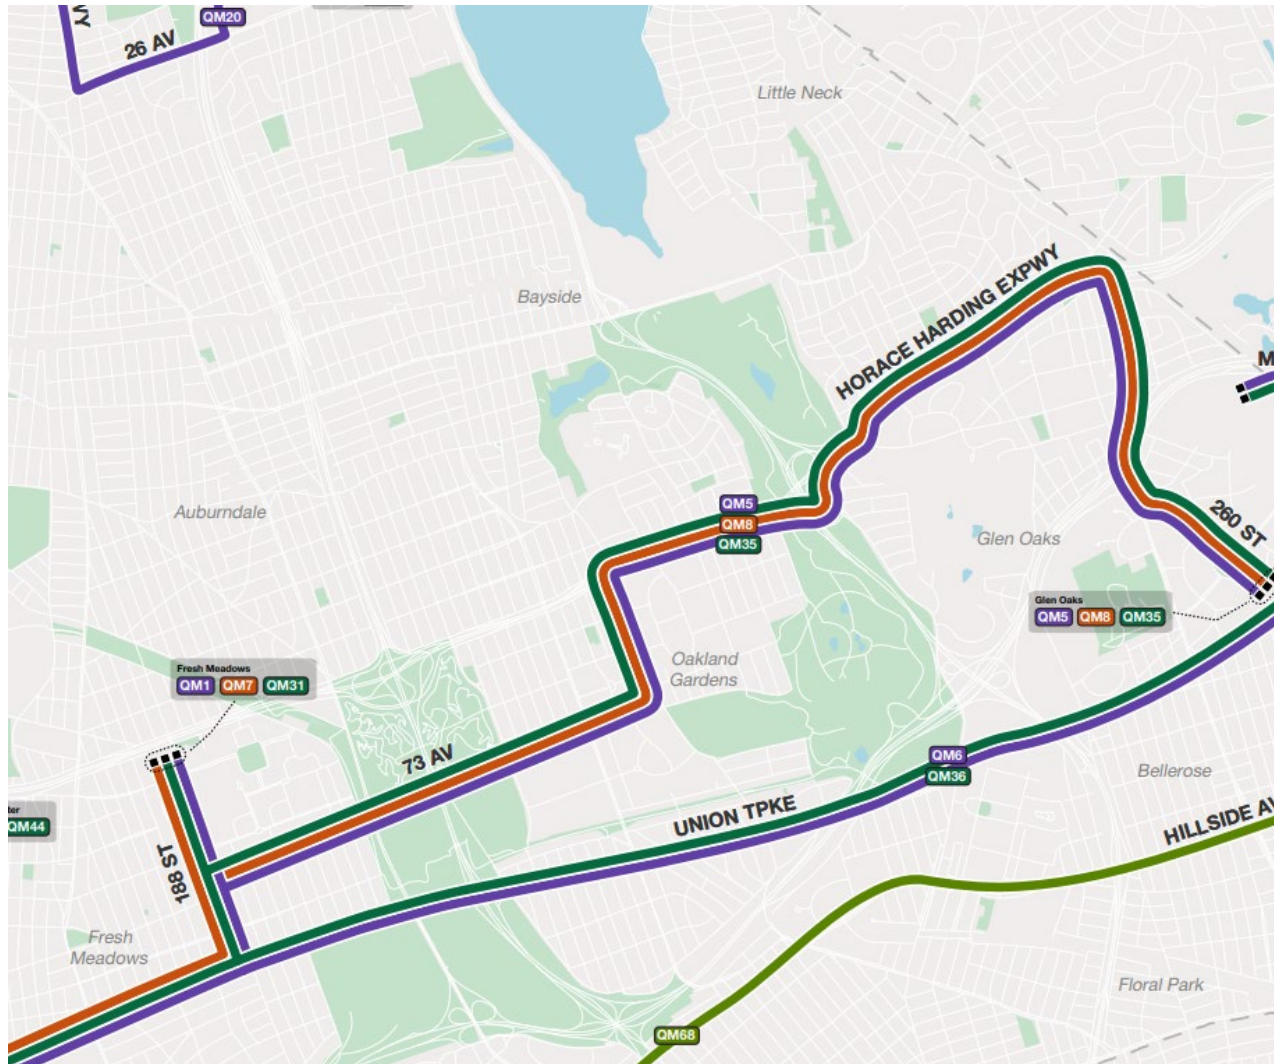 WY
QM20
26 AV
Little Neck
Bayside
HORACE HARDING EXPWY
M
Auburndale
QM5
QM8
QM35
260 ST
Glen Oaks
Glen Oaks
QM5 QM8 QM35
Oakland
Gardens
Fresh Meadows
QM1 QM7 QM31
73 AV
QM6
QM36
Bellerose
ter
QM44
UNION TPKE
HILLSIDE AV
188 ST
Fresh
Meadows
Floral Park
QM68